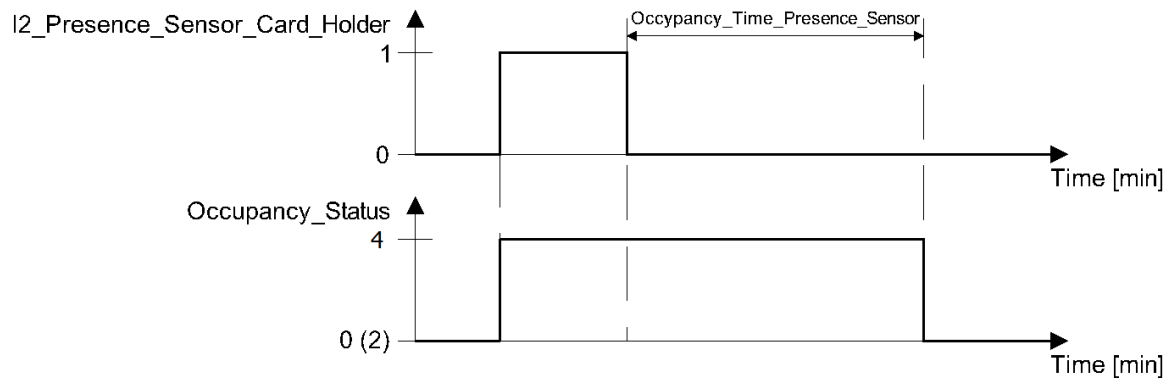 I2_Presence_Sensor_Card_Holder
Occypancy_Time_Presence_Sensor
1
0
Time [min]
Occupancy_Status
4
0 (2)
Time [min]